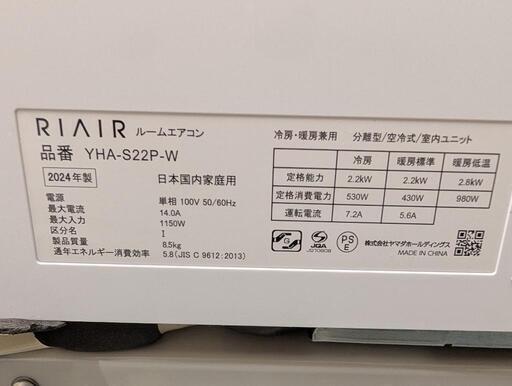 RIAIR ルームエアコン
品番 YHA-S22P-W
2024年製 日本国内家庭用
電源 単相 100V 50/60Hz
最大電流 14.0A
最大入力 1150W
区分名 I
製品質量 8.5kg
通年エネルギー消費効率 5.8(JIS C 9612:2013)
冷房・暖房兼用 分離型/空冷式/室内ユニット
冷房 暖房標準 暖房低温
定格能力 2.2kW 2.2kW 2.8kW
定格消費電力 530W 430W 980W
運転電流 7.2A 5.6A
JQA
PS
E
株式会社ヤマダホールディングス
MADE IN CHINA